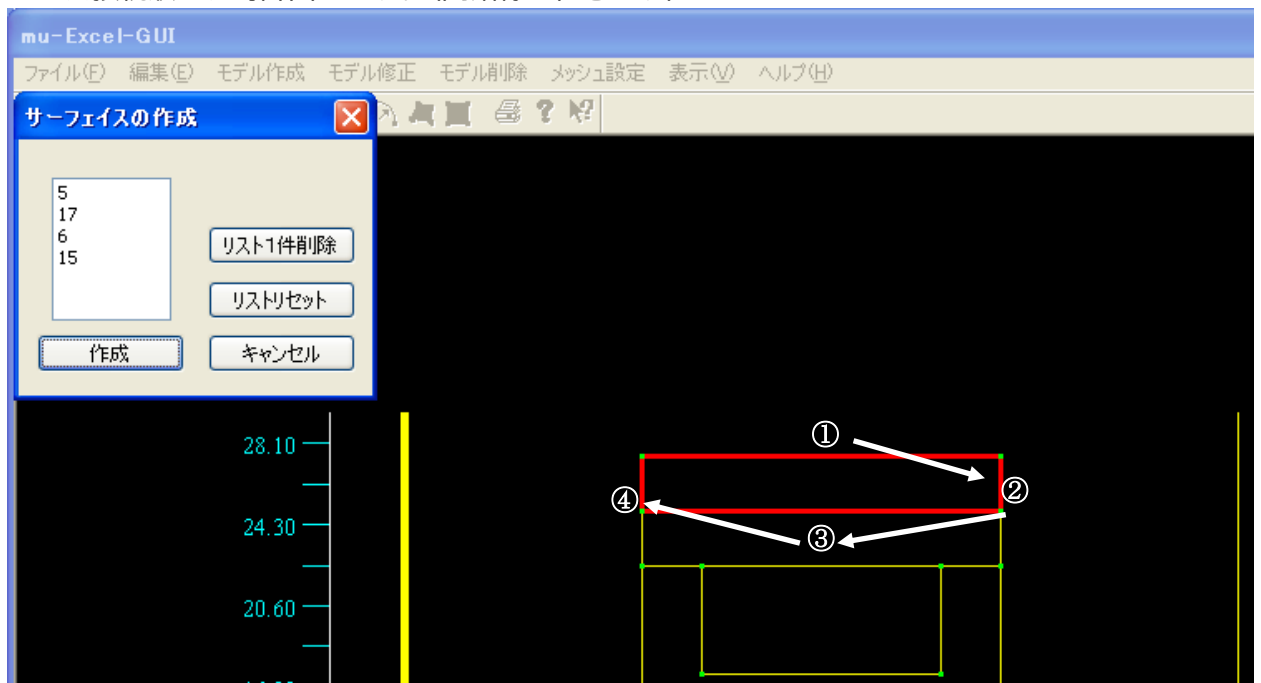 mu-Excel-GUI
ファイル(F) 編集(E) モデル作成 モデル修正 モデル削除 メッシュ設定 表示(V) ヘルプ(H)
サーフェイスの作成
5
17
6
15
リスト1件削除
リストリセット
作成 キャンセル
28.10
①
②
④
24.30
③
20.60